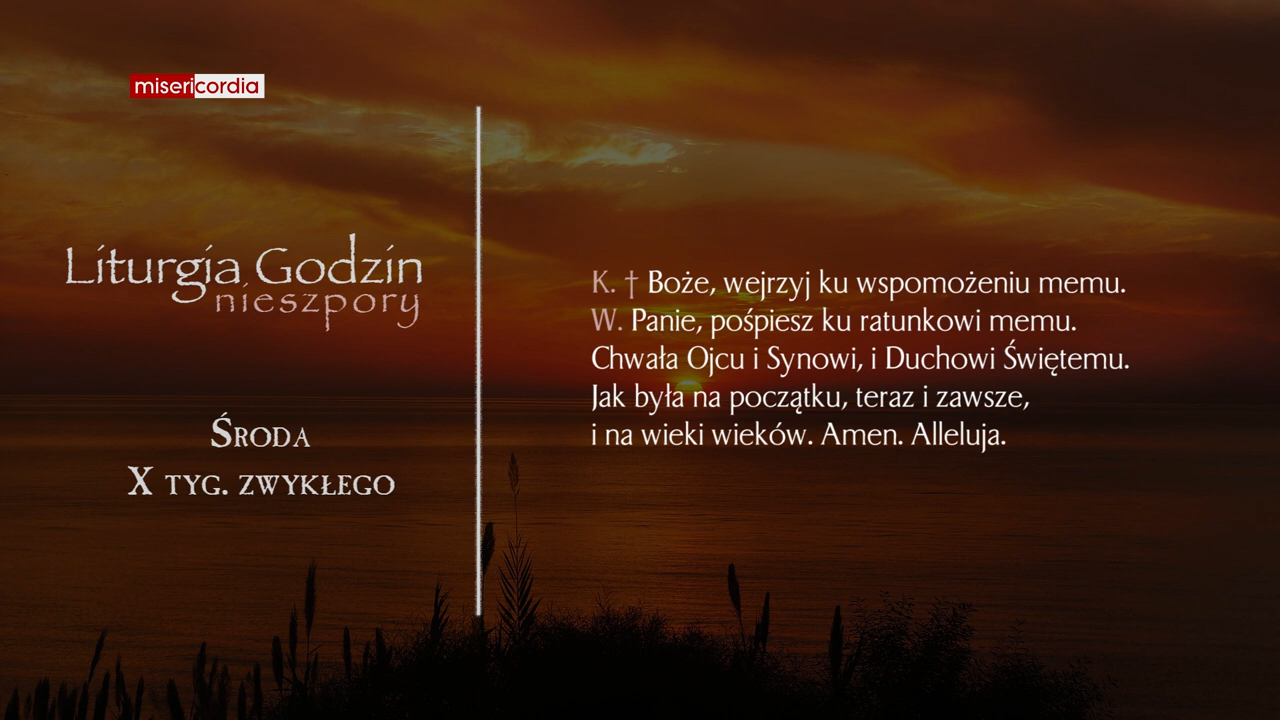 misericordia
Liturgia Godzin
nieszpory
Środa
X tyg. zwykłego
K. † Boże, wejrzyj ku wspomożeniu memu.
W. Panie, pośpiesz ku ratunkowi memu.
Chwała Ojcu i Synowi, i Duchowi Świętemu.
Jak była na początku, teraz i zawsze,
i na wieki wieków. Amen. Alleluja.